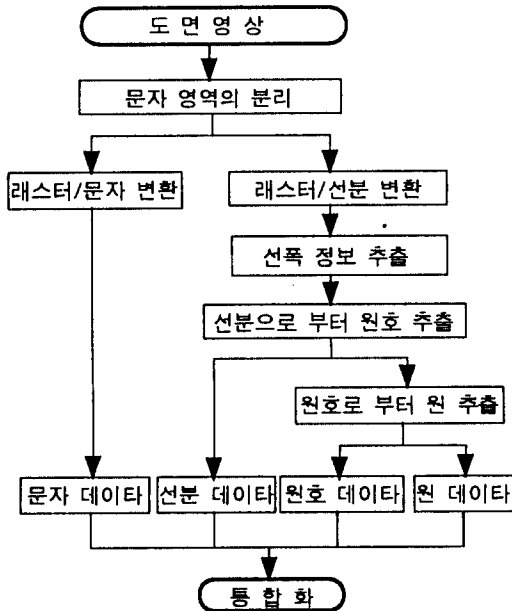 도 면 영 상
문자 영역의 분리
래스터/문자 변환
래스터/선분 변환
선폭 정보 추출
선분으로 부터 원호 추출
원호로 부터 원 추출
문자 데이타
선분 데이타
원호 데이타
원 데이타
통 합 화